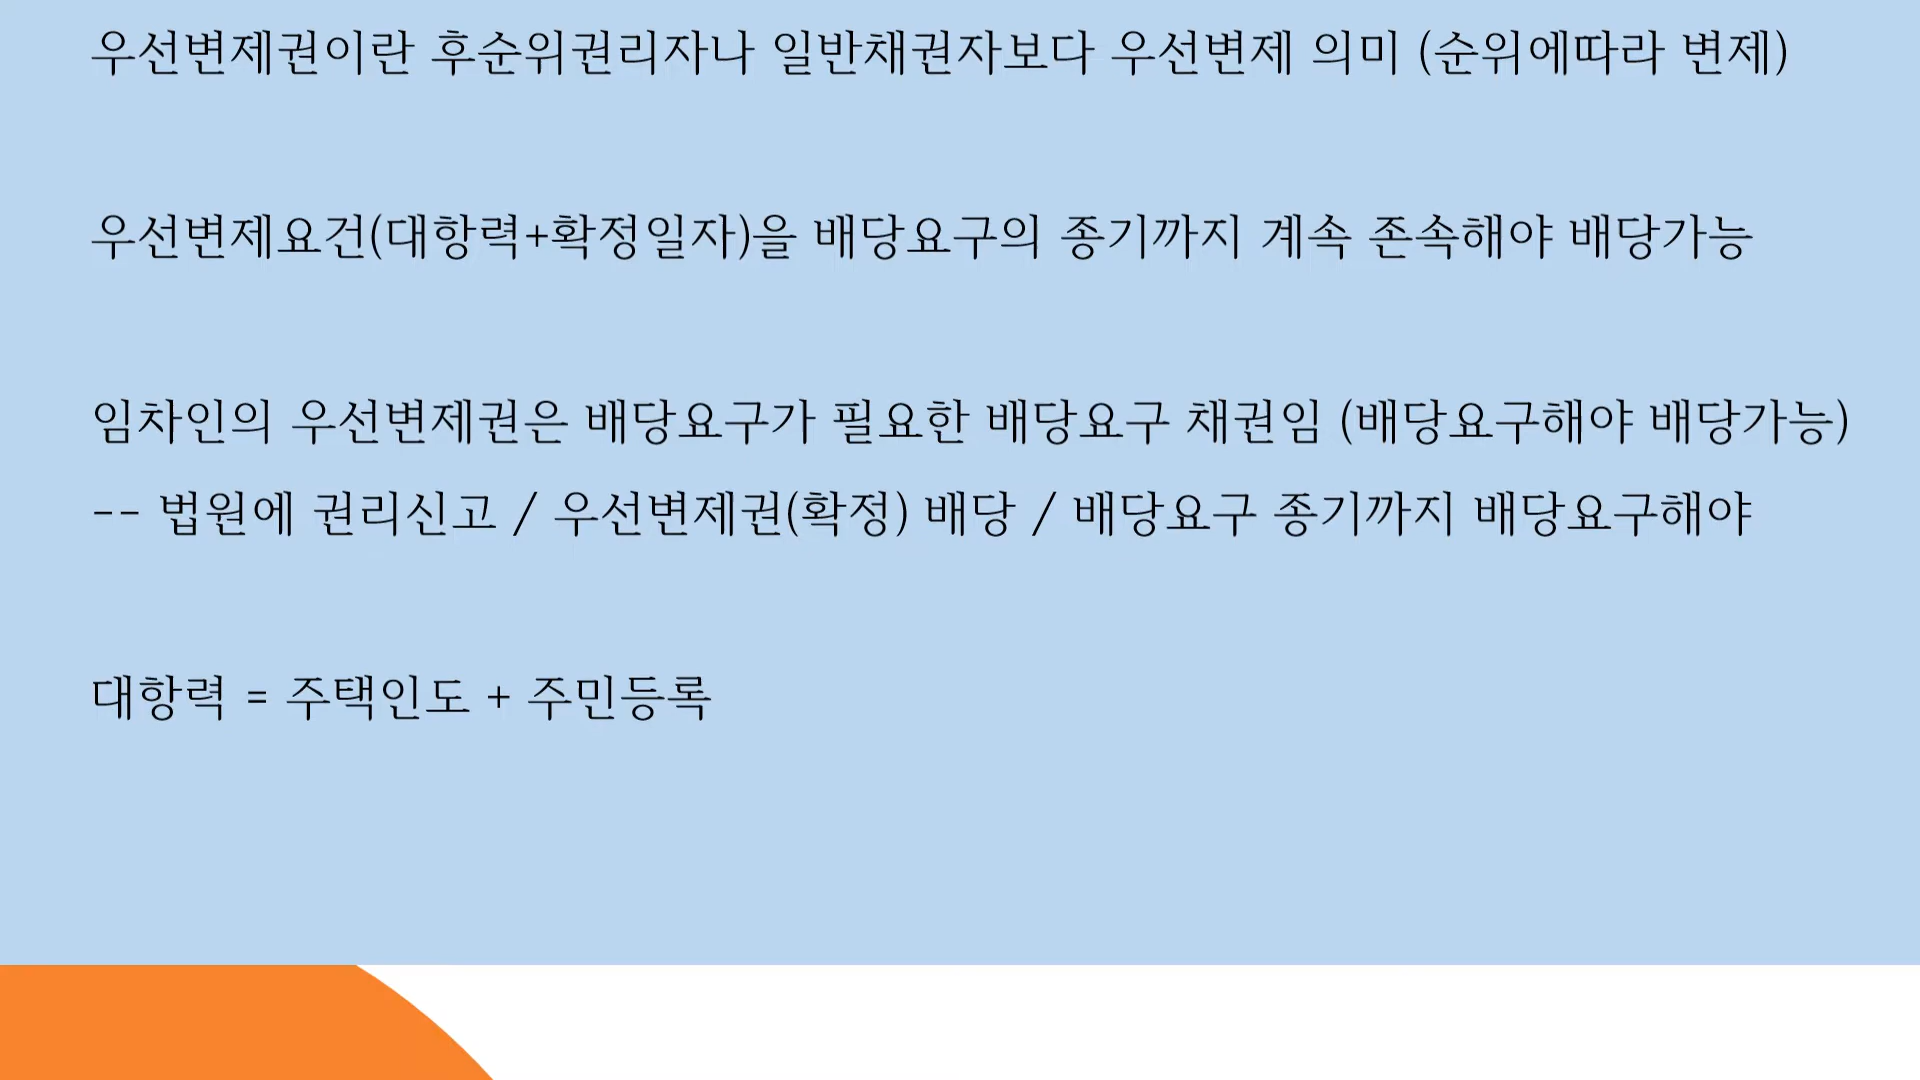 우선변제권이란 후순위권리자나 일반채권자보다 우선변제 의미 (순위에따라 변제)
우선변제요건(대항력+확정일자)을 배당요구의 종기까지 계속 존속해야 배당가능
임차인의 우선변제권은 배당요구가 필요한 배당요구 채권임 (배당요구해야 배당가능)
-- 법원에 권리신고 / 우선변제권(확정) 배당 / 배당요구 종기까지 배당요구해야
대항력 = 주택인도 + 주민등록